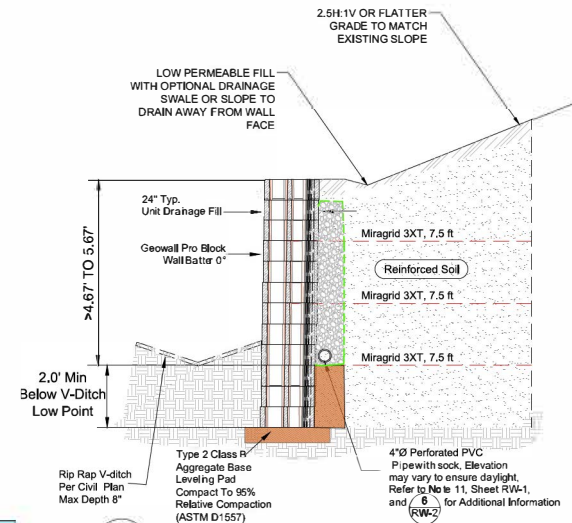 2.5H:1V OR FLATTER
GRADE TO MATCH
EXISTING SLOPE
LOW PERMEABLE FILL
WITH OPTIONAL DRAINAGE
SWALE OR SLOPE TO
DRAIN AWAY FROM WALL
FACE
24" Typ.
Unit Drainage Fill
Geowall Pro Block
Wall Batter 0°
>4.67' TO 5.67'
Miragrid 3XT, 7.5 ft
Reinforced Soil
Miragrid 3XT, 7.5 ft
Miragrid 3XT, 7.5 ft
2.0' Min
Below V-Ditch
Low Point
Rip Rap V-ditch
Per Civil Plan
Max Depth 8"
Type 2 Class B
Aggregate Base
Leveling Pad
Compact To 95%
Relative Compaction
(ASTM D1557)
4"Ø Perforated PVC
Pipe with sock, Elevation
may vary to ensure daylight,
Refer to Note 11, Sheet RW-1,
and 6 RW-2 for Additional Information